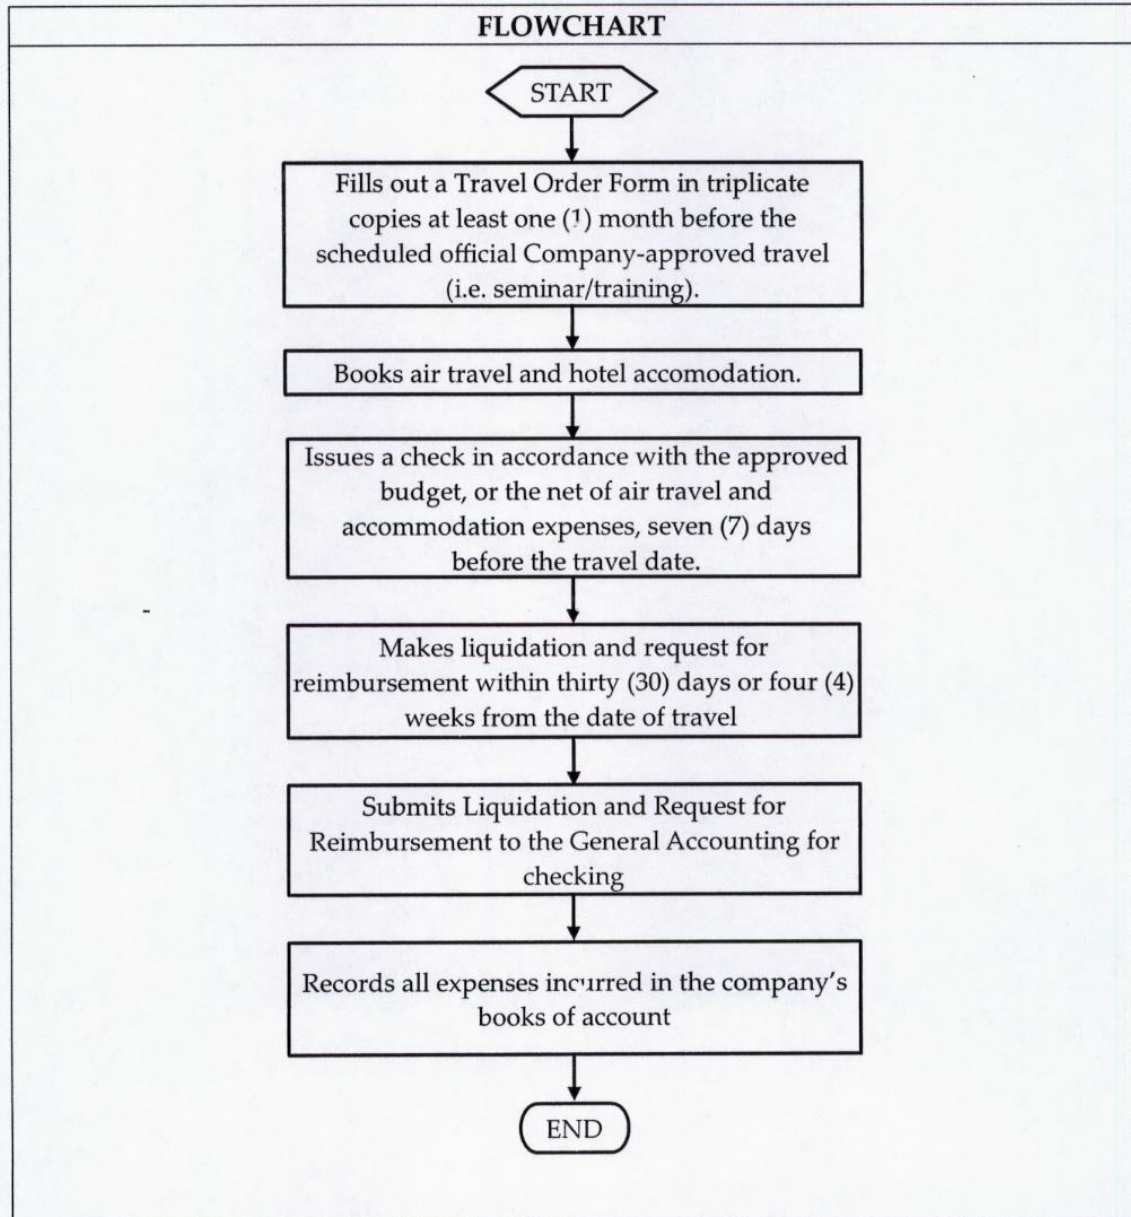 FLOWCHART
START
Fills out a Travel Order Form in triplicate
copies at least one (1) month before the
scheduled official Company-approved travel
(i.e. seminar/training).
Books air travel and hotel accomodation.
Issues a check in accordance with the approved
budget, or the net of air travel and
accommodation expenses, seven (7) days
before the travel date.
Makes liquidation and request for
reimbursement within thirty (30) days or four (4)
weeks from the date of travel
Submits Liquidation and Request for
Reimbursement to the General Accounting for
checking
Records all expenses incurred in the company's
books of account
END